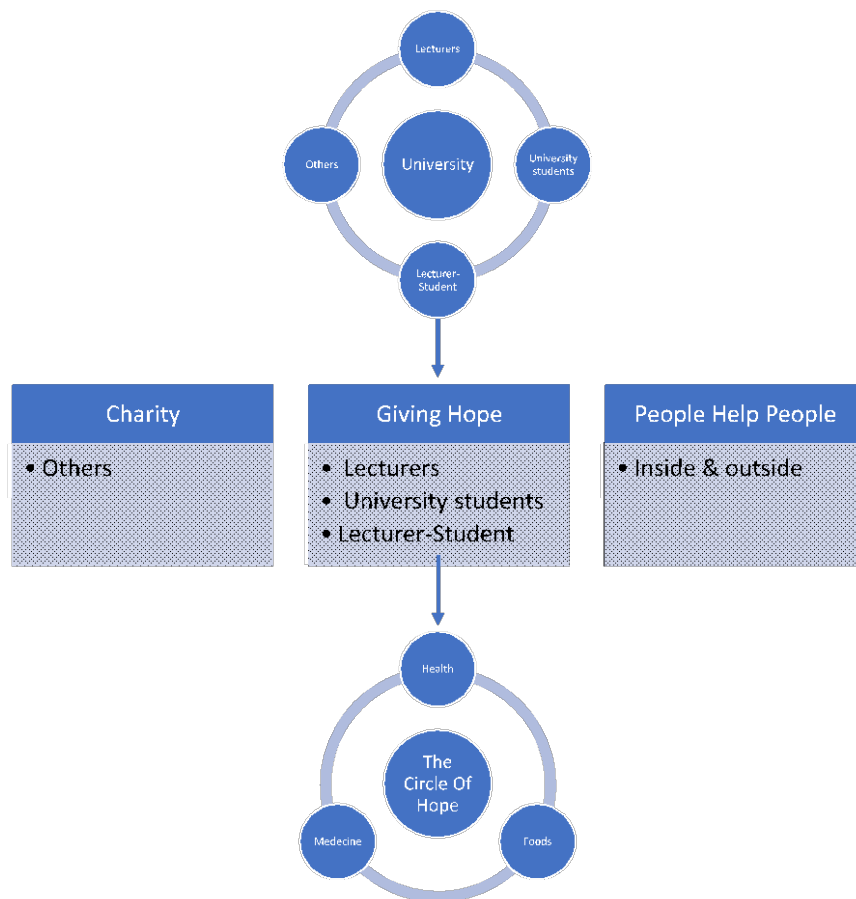 Lecturers
Others
University
University
students
Lecturer-
Student
Charity
Giving Hope
People Help People
• Others
• Lecturers
• University students
• Lecturer-Student
• Inside & outside
Health
The
Circle Of
Hope
Medecine
Foods